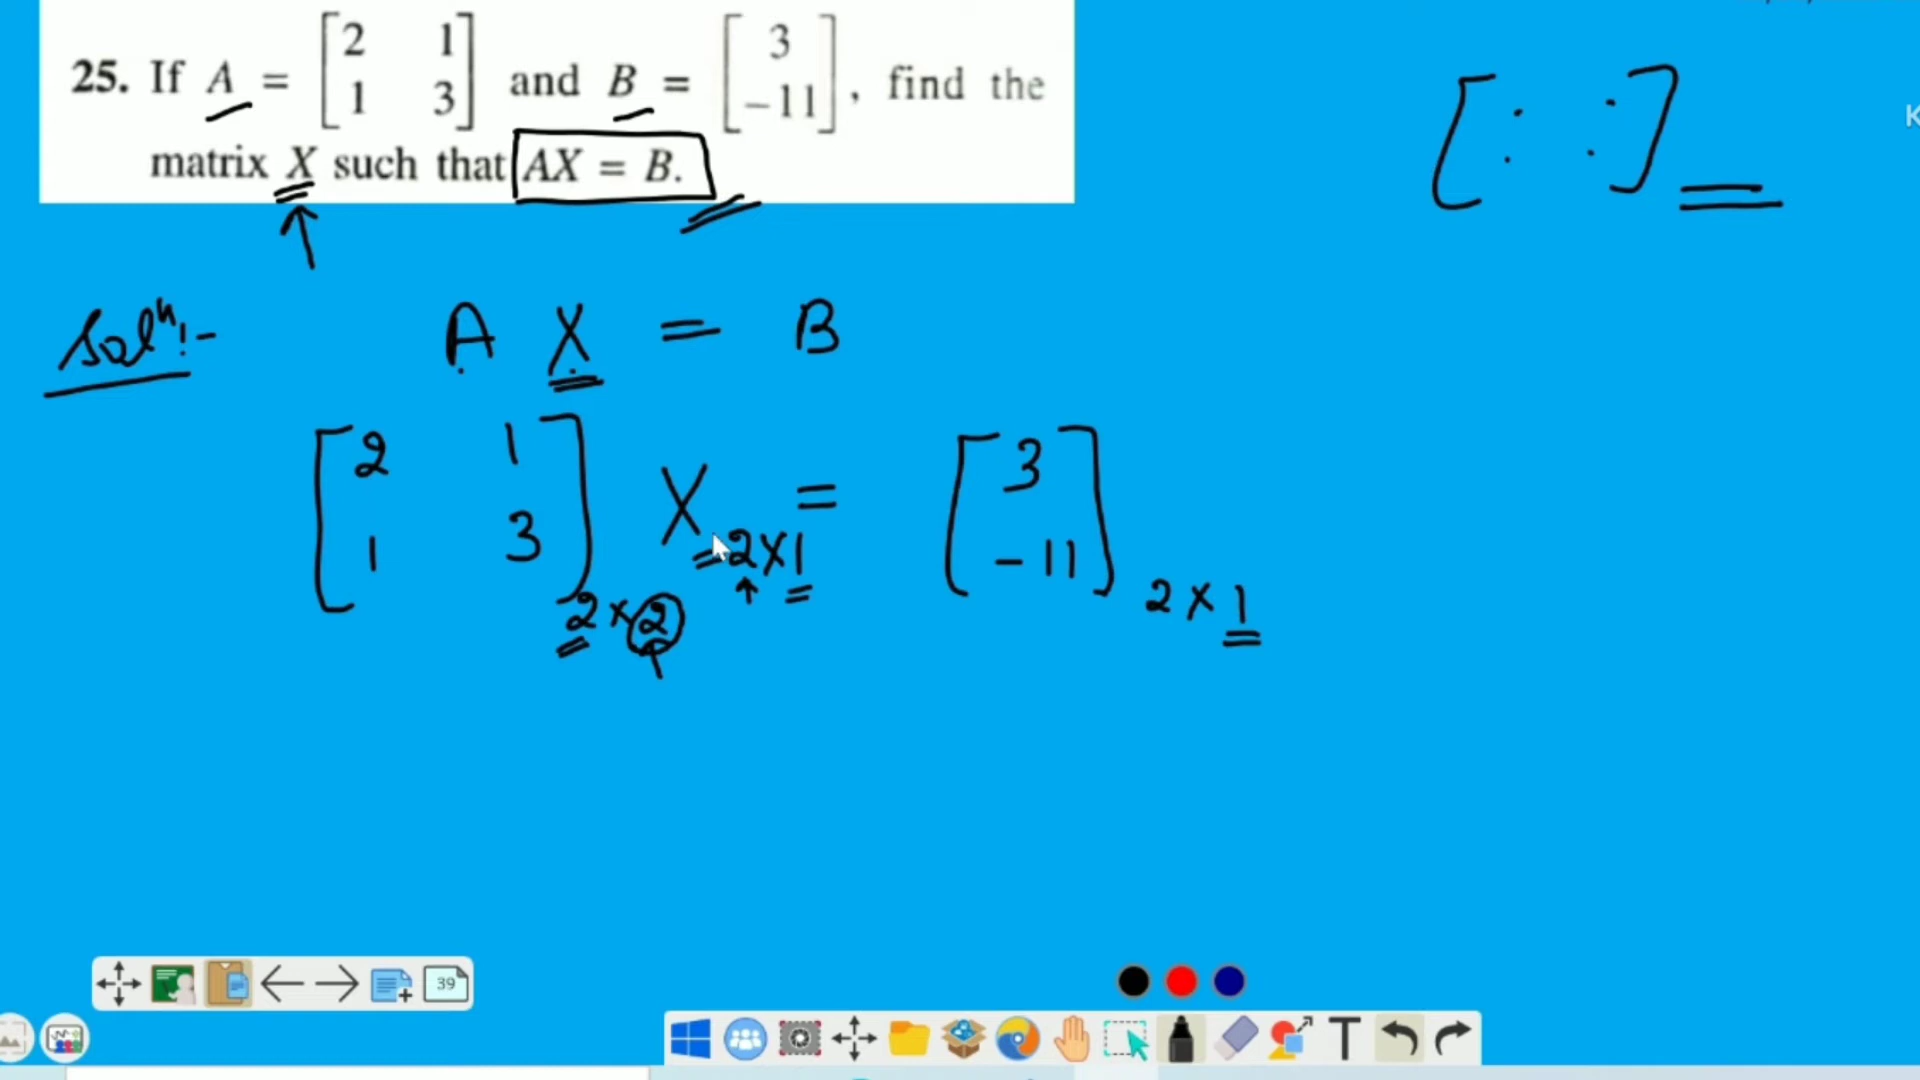 25. If A = [2 1 1 3] and B = [3 -11], find the
matrix X such that AX = B.
Solⁿ:-
A X = B
[2 1 1 3] 2×2 X 2×1 = [3 -11] 2×1
K
39
T